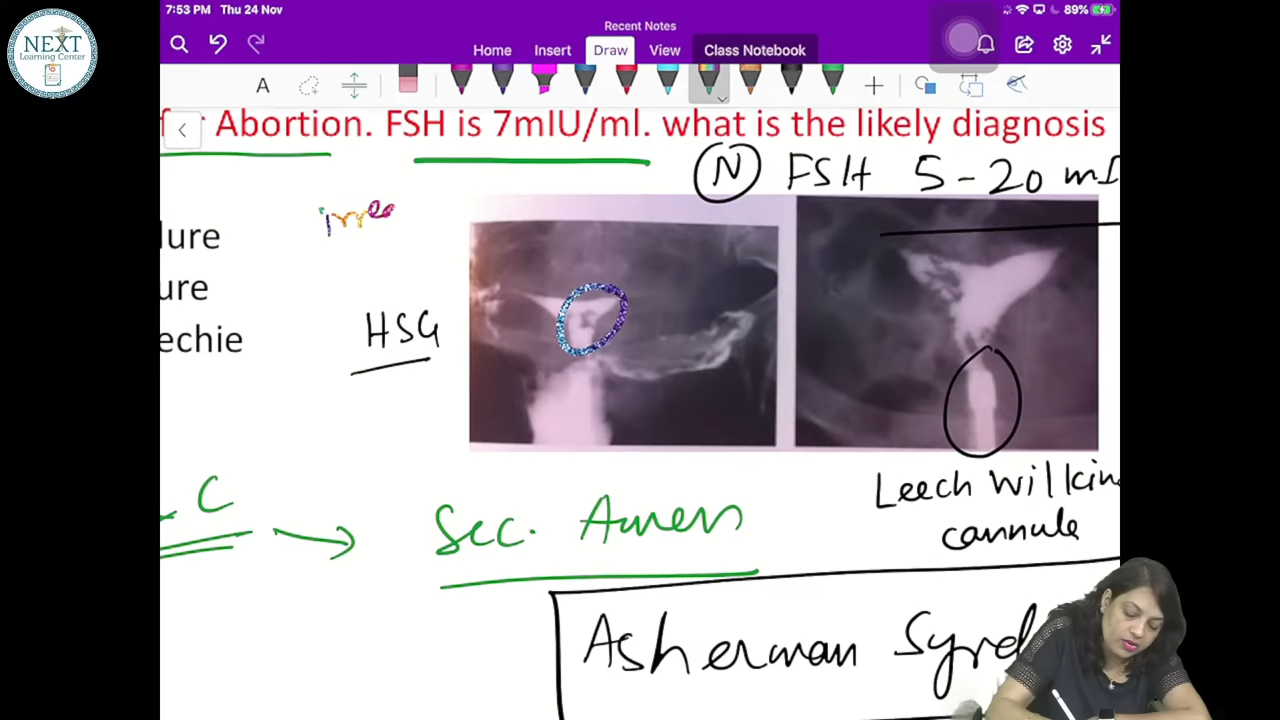 7:53 PM Thu 24 Nov
89%
NEXT
Learning Center
Recent Notes
Home Insert Draw View Class Notebook
A
Abortion. FSH is 7mIU/ml. what is the likely diagnosis
N FSH 5-20 mI
irreg
lure
ure
echie
HSG
C
Sec. Amen
Leech Wilkin
cannule
Asherman Synd